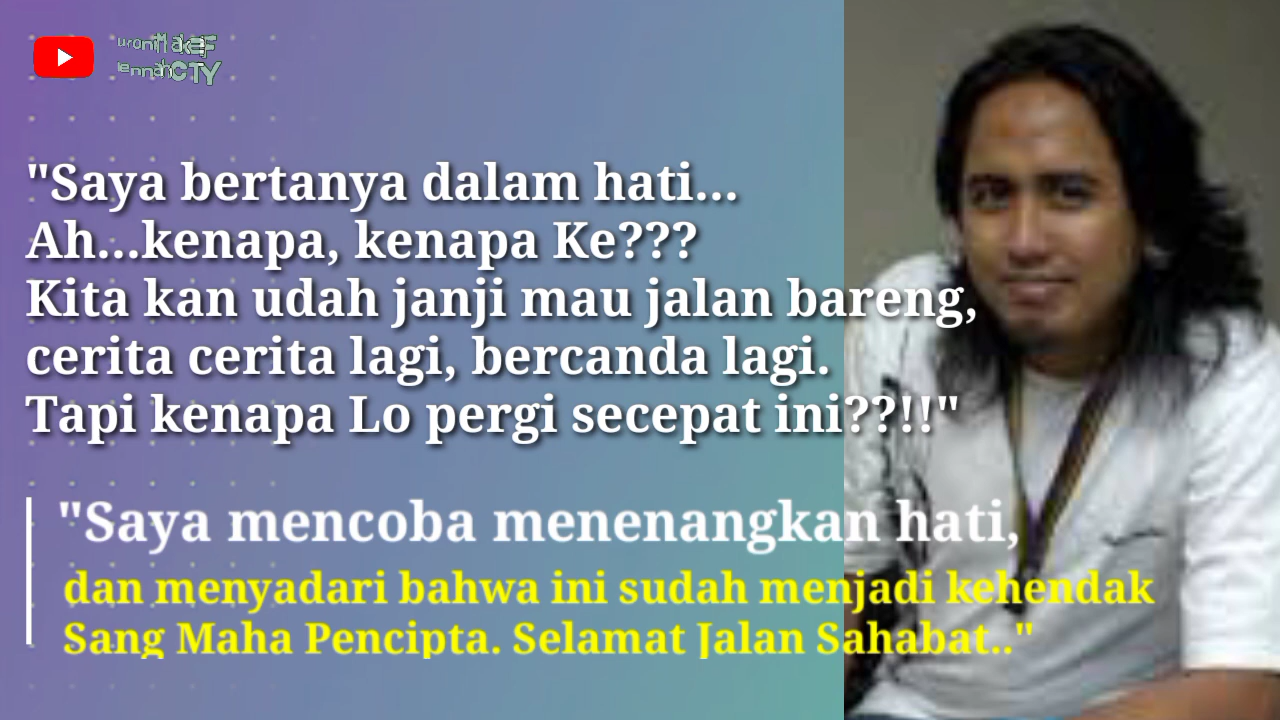 "Saya bertanya dalam hati...
Ah...kenapa, kenapa Ke???
Kita kan udah janji mau jalan bareng,
cerita cerita lagi, bercanda lagi.
Tapi kenapa Lo pergi secepat ini??!!"
"Saya mencoba menenangkan hati,
dan menyadari bahwa ini sudah menjadi kehendak
Sang Maha Pencipta. Selamat Jalan Sahabat.."